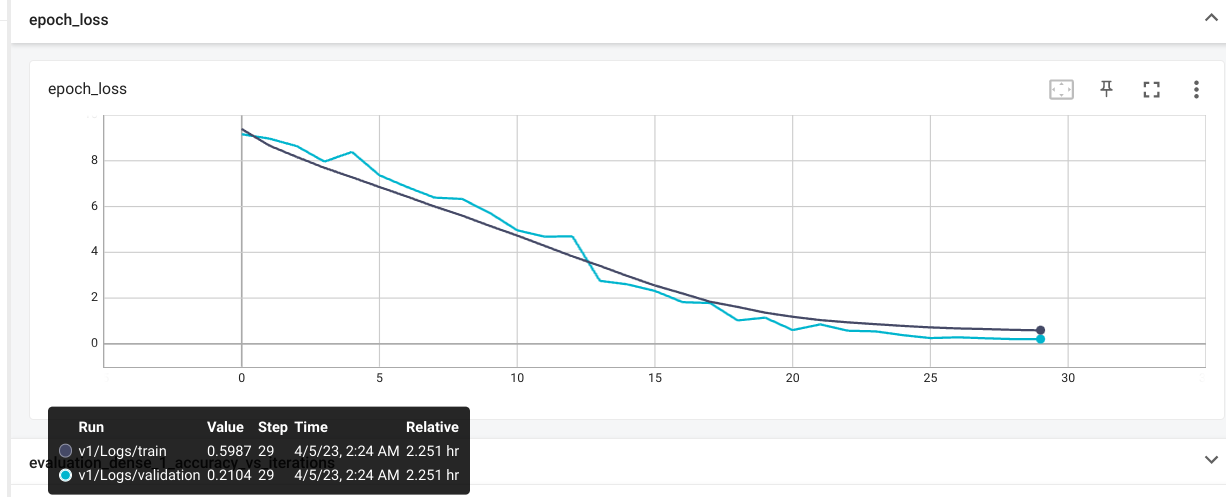 epoch_loss
epoch_loss
8
6
4
2
0
0 5 10 15 20 25 30
Run Value Step Time Relative
v1/Logs/train 0.5987 29 4/5/23, 2:24 AM 2.251 hr
evaluation_dense_1_accuracy_vs_iterations
v1/Logs/validation 0.2104 29 4/5/23, 2:24 AM 2.251 hr